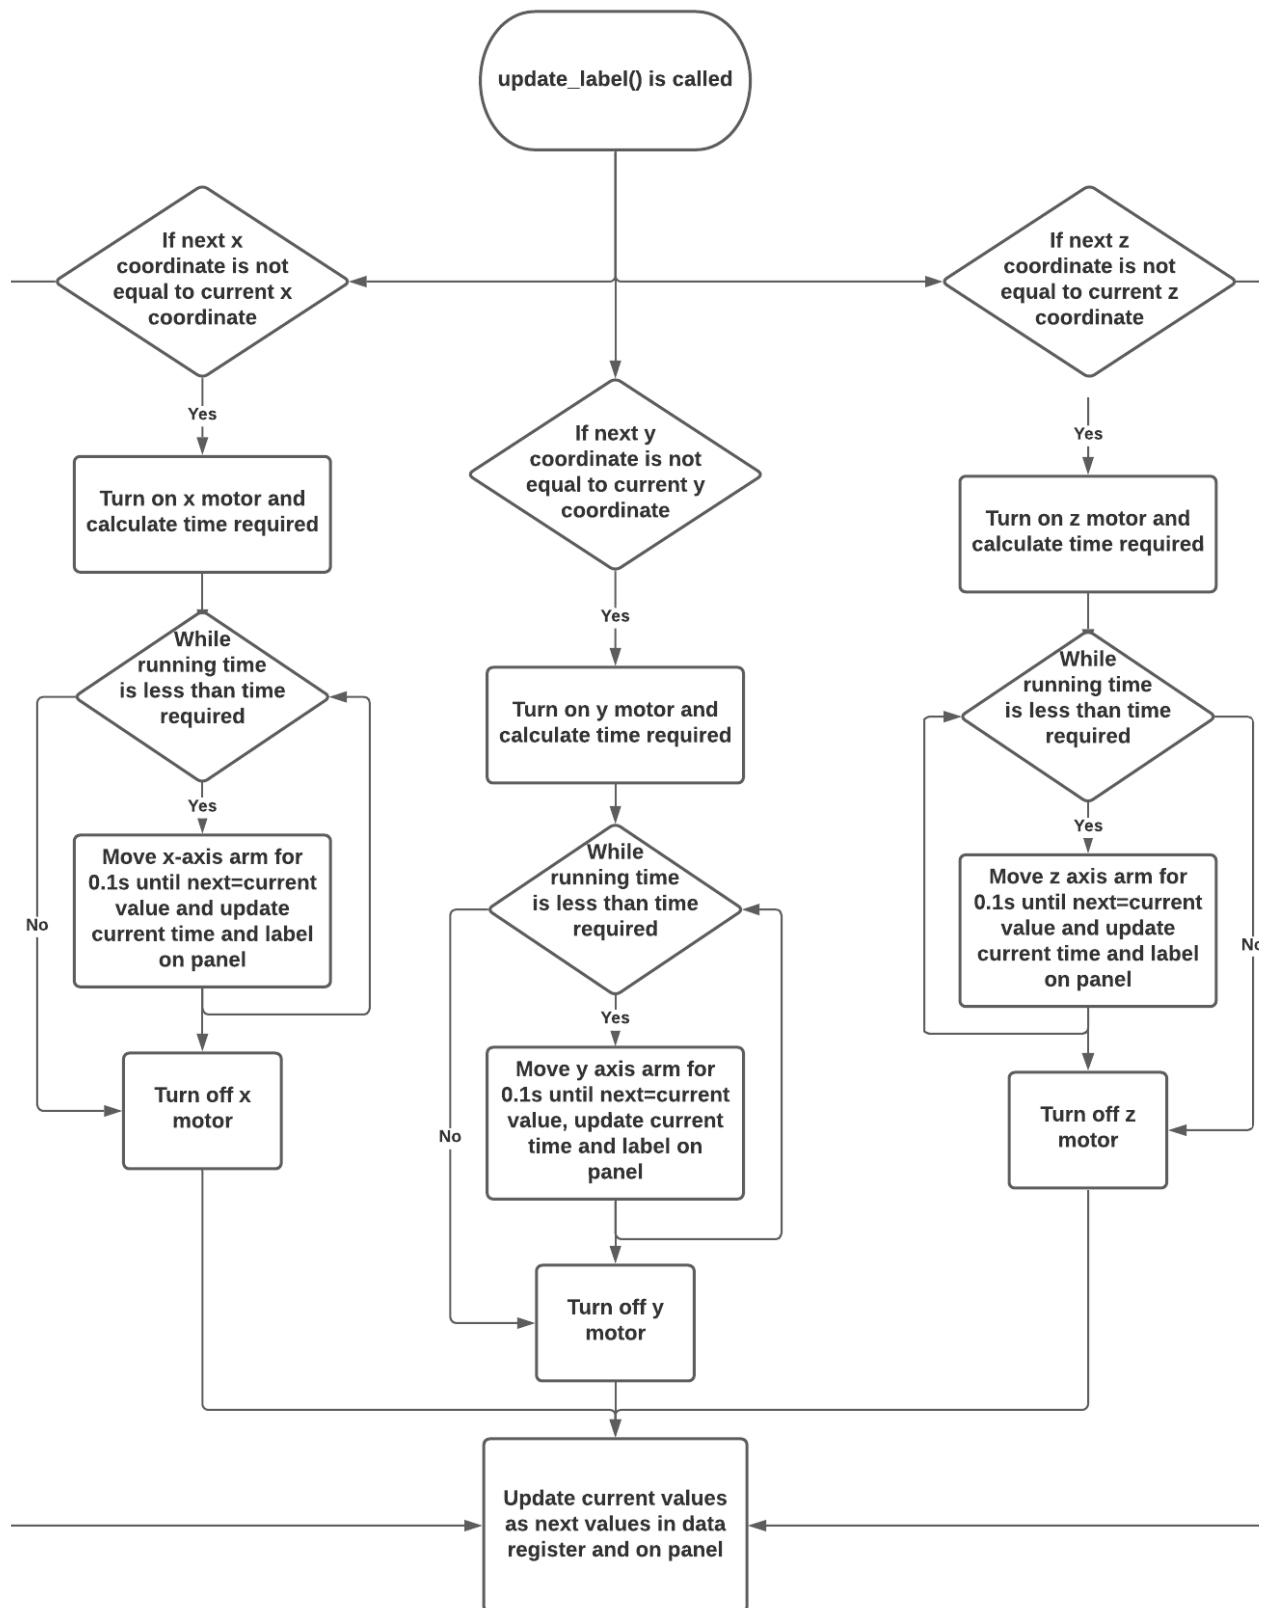 update_label() is called
If next x
coordinate is not
equal to current x
coordinate
Yes
Turn on x motor and
calculate time required
While
running time
is less than time
required
Yes
Move x-axis arm for
0.1s until next=current
value and update
current time and label
on panel
No
Turn off x
motor
If next y
coordinate is not
equal to current y
coordinate
Yes
Turn on y motor and
calculate time required
While
running time
is less than time
required
Yes
Move y axis arm for
0.1s until next=current
value, update current
time and label on
panel
No
Turn off y
motor
If next z
coordinate is not
equal to current z
coordinate
Yes
Turn on z motor and
calculate time required
While
running time
is less than time
required
Yes
Move z axis arm for
0.1s until next=current
value and update
current time and label
on panel
No
Turn off z
motor
Update current values
as next values in data
register and on panel